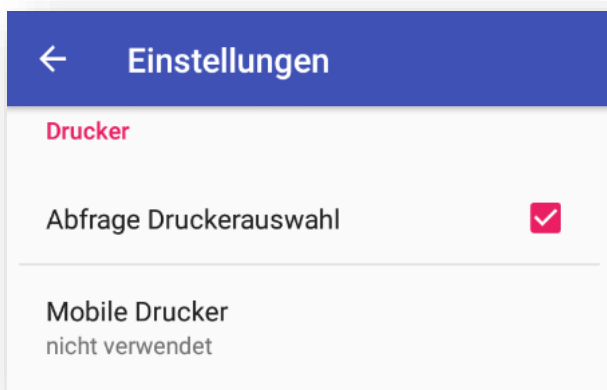 Einstellungen
Drucker
Abfrage Druckerauswahl
Mobile Drucker
nicht verwendet